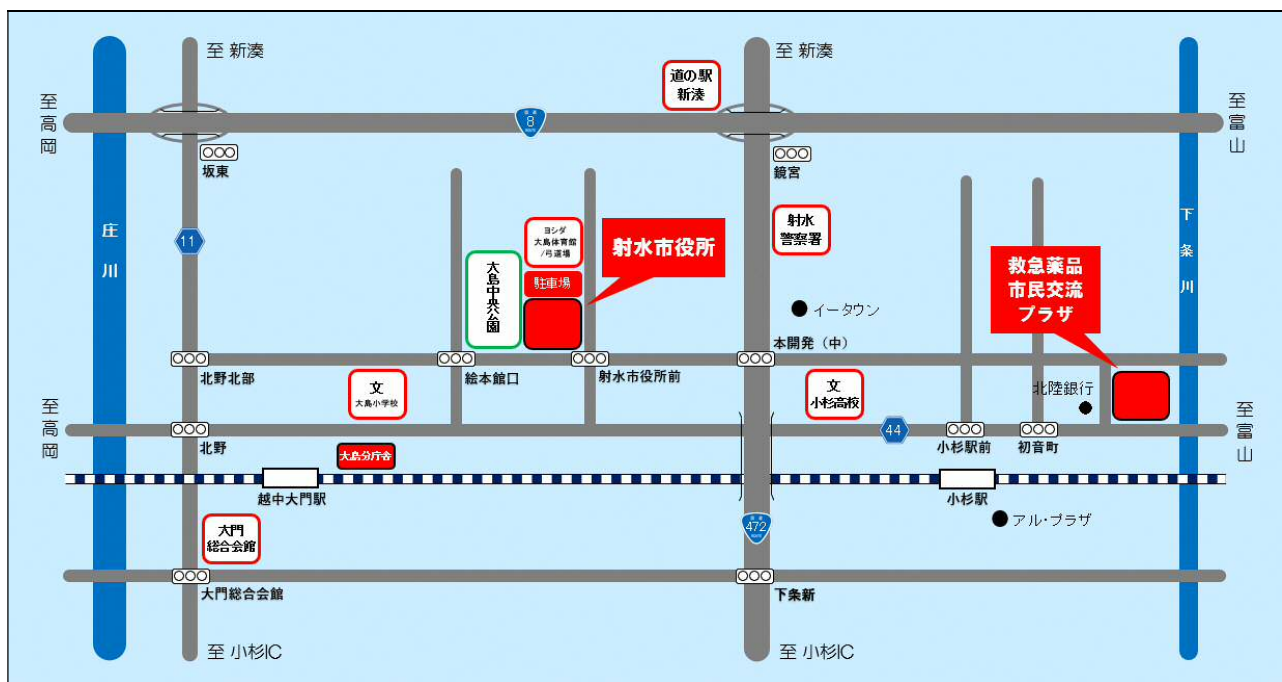 至 新湊
至 新湊
道の駅
新湊
至高岡
国道
8
ROUTE
至富山
坂東
鏡宮
庄川
11
ヨシダ
大島体育館
/弓道場
駐車場
大島中央公園
射水市役所
射水
警察署
下条川
救急薬品
市民交流
プラザ
イータウン
本開発（中）
北野北部
絵本館口
射水市役所前
文
大島小学校
文
小杉高校
北陸銀行
至高岡
44
至富山
北野
小杉駅前
初音町
大島分庁舎
越中大門駅
小杉駅
大門
総合会館
国道
472
ROUTE
アル・プラザ
大門総合会館
下条新
至 小杉IC
至 小杉IC